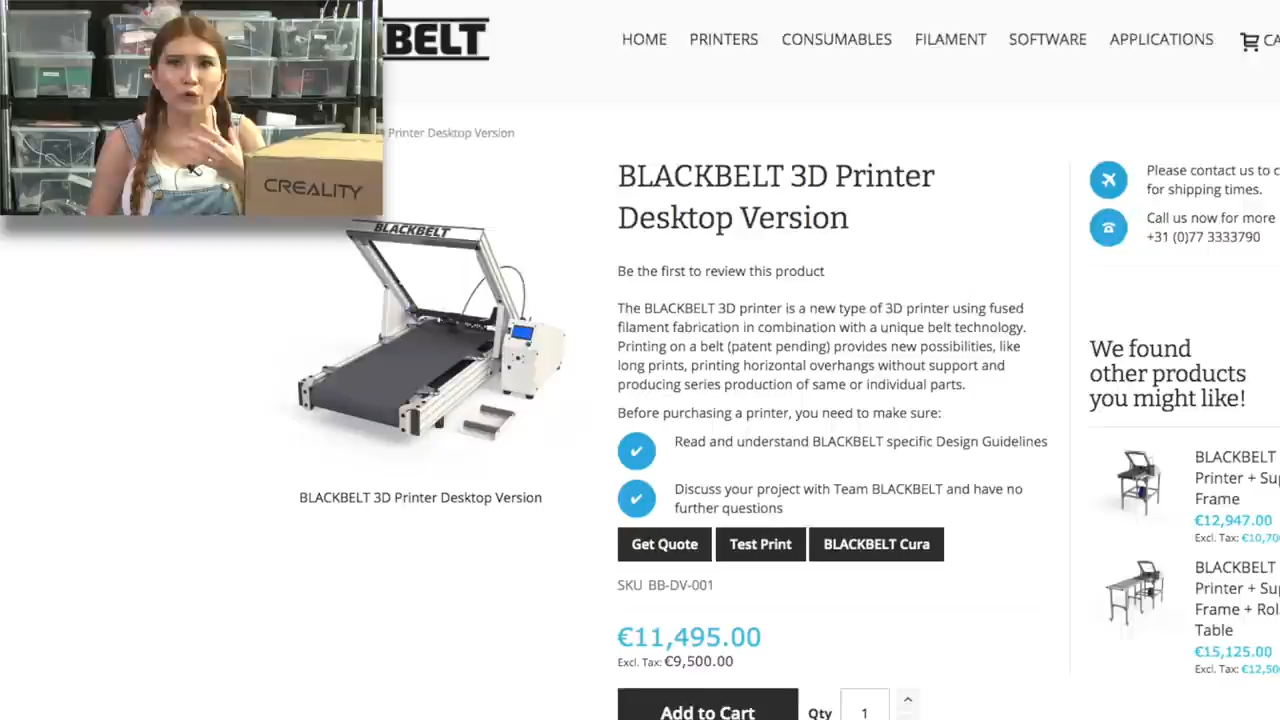 BELT
HOME PRINTERS CONSUMABLES FILAMENT SOFTWARE APPLICATIONS
CREALITY
Printer Desktop Version
BLACKBELT
BLACKBELT 3D Printer Desktop Version
BLACKBELT 3D Printer
Desktop Version
Be the first to review this product
The BLACKBELT 3D printer is a new type of 3D printer using fused
filament fabrication in combination with a unique belt technology.
Printing on a belt (patent pending) provides new possibilities, like
long prints, printing horizontal overhangs without support and
producing series production of same or individual parts.
Before purchasing a printer, you need to make sure:
Read and understand BLACKBELT specific Design Guidelines
Discuss your project with Team BLACKBELT and have no
further questions
Get Quote Test Print BLACKBELT Cura
SKU BB-DV-001
€11,495.00
Excl. Tax: €9,500.00
Add to Cart Qty 1
Please contact us to
for shipping times.
Call us now for more
+31 (0)77 3333790
We found
other products
you might like!
BLACKBELT
Printer +
Frame
€12,947.00
Excl. Tax:
BLACKBELT
Printer +
Frame +
Table
€15,125.00
Excl. Tax: